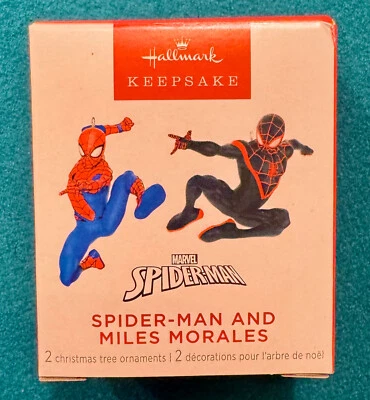 Hallmark
KEEPSAKE
MARVEL
SPIDER-MAN
SPIDER-MAN AND
MILES MORALES
2 christmas tree ornaments | 2 décorations pour l'arbre de noël